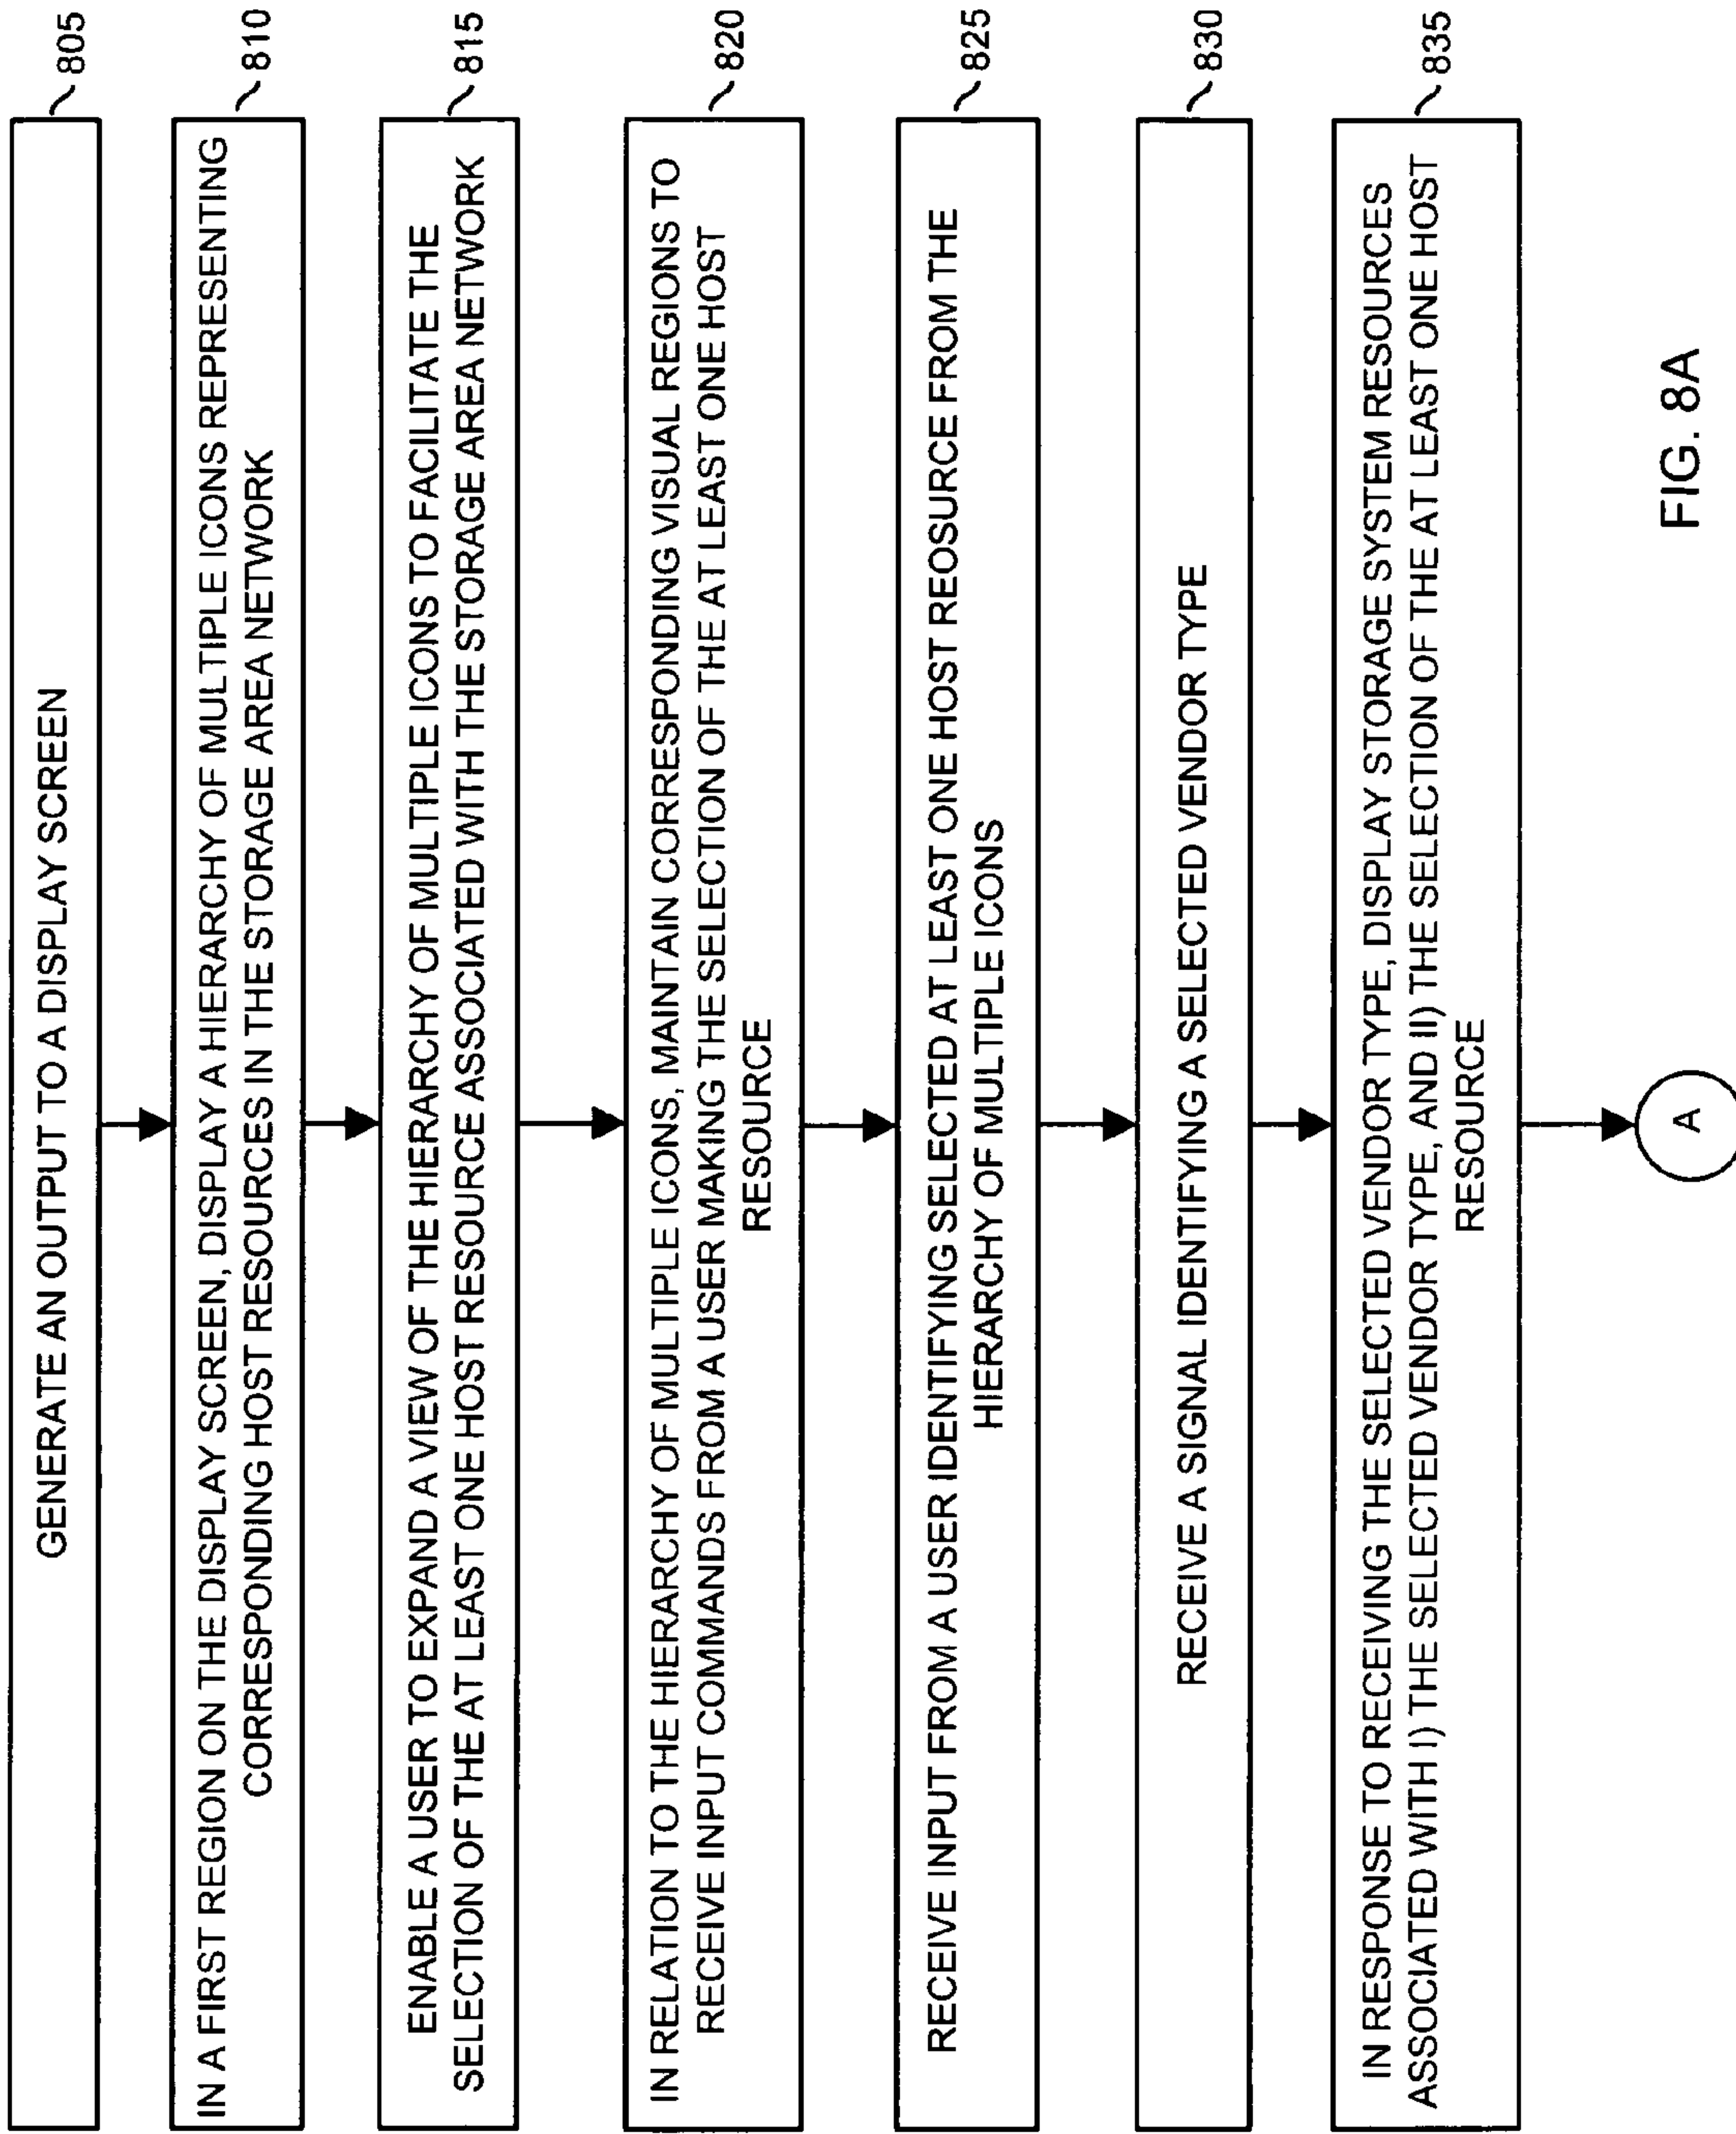 GENERATE AN OUTPUT TO A DISPLAY SCREEN
805
IN A FIRST REGION ON THE DISPLAY SCREEN, DISPLAY A HIERARCHY OF MULTIPLE ICONS REPRESENTING
CORRESPONDING HOST RESOURCES IN THE STORAGE AREA NETWORK
810
ENABLE A USER TO EXPAND A VIEW OF THE HIERARCHY OF MULTIPLE ICONS TO FACILITATE THE
SELECTION OF THE AT LEAST ONE HOST RESOURCE ASSOCIATED WITH THE STORAGE AREA NETWORK
815
IN RELATION TO THE HIERARCHY OF MULTIPLE ICONS, MAINTAIN CORRESPONDING VISUAL REGIONS TO
RECEIVE INPUT COMMANDS FROM A USER MAKING THE SELECTION OF THE AT LEAST ONE HOST
RESOURCE
820
RECEIVE INPUT FROM A USER IDENTIFYING SELECTED AT LEAST ONE HOST REOSURCE FROM THE
HIERARCHY OF MULTIPLE ICONS
825
RECEIVE A SIGNAL IDENTIFYING A SELECTED VENDOR TYPE
830
IN RESPONSE TO RECEIVING THE SELECTED VENDOR TYPE, DISPLAY STORAGE SYSTEM RESOURCES
ASSOCIATED WITH I) THE SELECTED VENDOR TYPE, AND II) THE SELECTION OF THE AT LEAST ONE HOST
RESOURCE
835
A
FIG. 8A